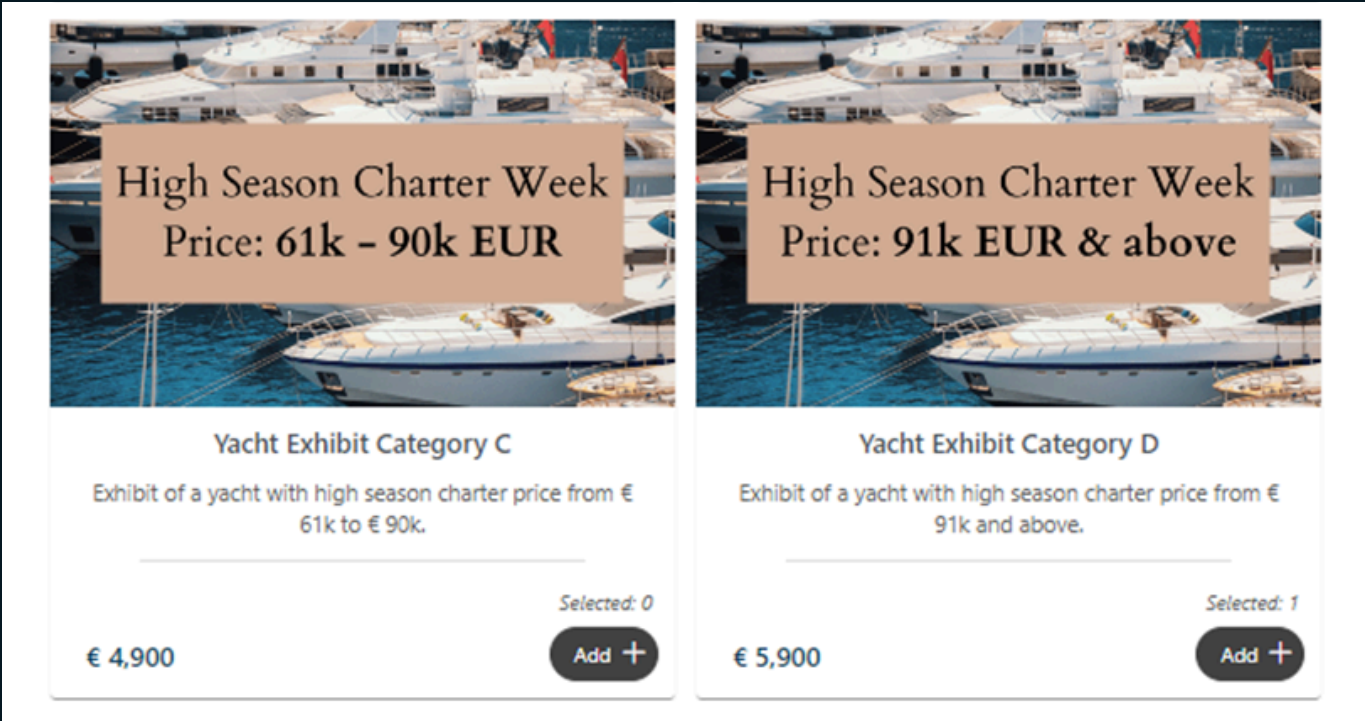 High Season Charter Week
Price: 61k - 90k EUR
Yacht Exhibit Category C
Exhibit of a yacht with high season charter price from €
61k to € 90k.
Selected: 0
€ 4,900
Add +
High Season Charter Week
Price: 91k EUR & above
Yacht Exhibit Category D
Exhibit of a yacht with high season charter price from €
91k and above.
Selected: 1
€ 5,900
Add +